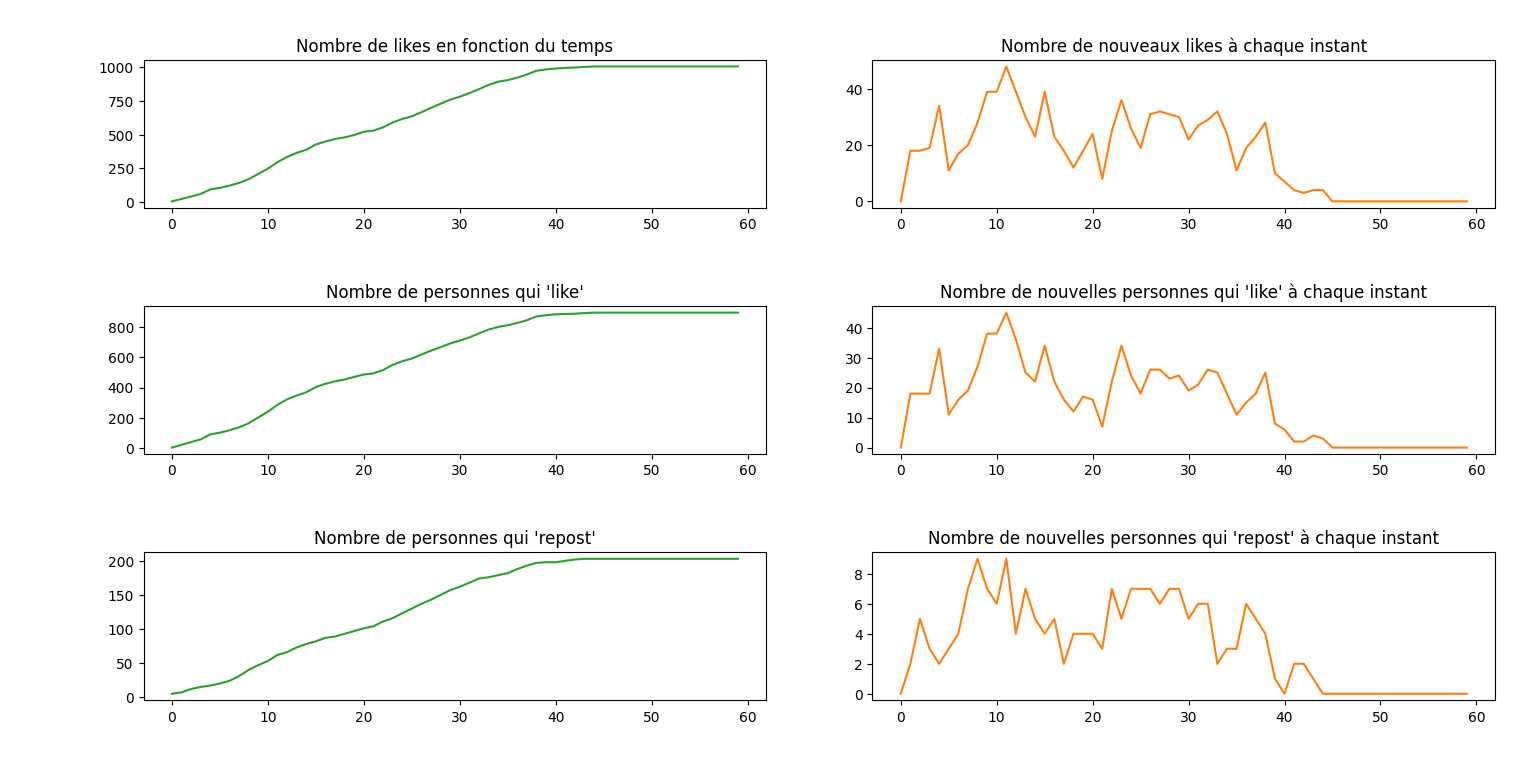 Nombre de likes en fonction du temps
1000
750
500
250
0
0 10 20 30 40 50 60
Nombre de nouveaux likes à chaque instant
40
20
0
0 10 20 30 40 50 60
Nombre de personnes qui 'like'
800
600
400
200
0
0 10 20 30 40 50 60
Nombre de nouvelles personnes qui 'like' à chaque instant
40
30
20
10
0
0 10 20 30 40 50 60
Nombre de personnes qui 'repost'
200
150
100
50
0
0 10 20 30 40 50 60
Nombre de nouvelles personnes qui 'repost' à chaque instant
8
6
4
2
0
0 10 20 30 40 50 60